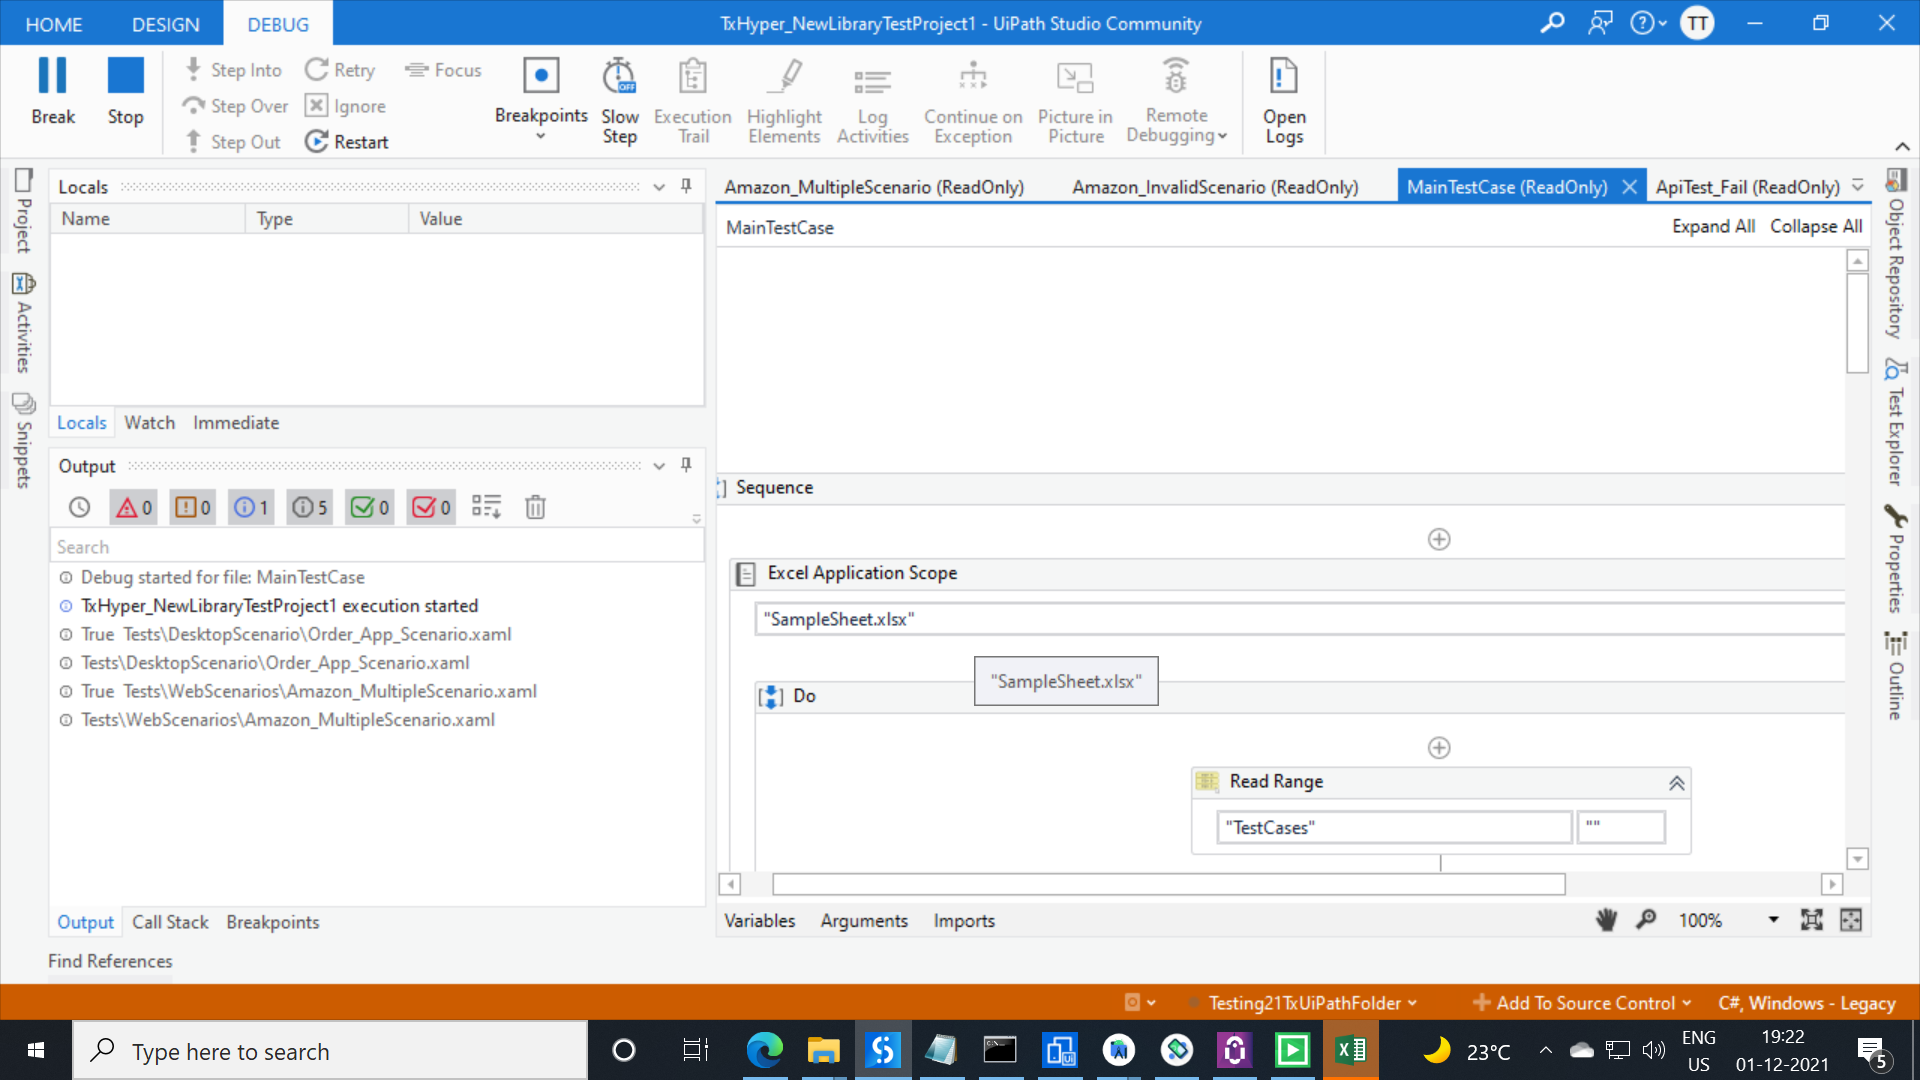 HOME DESIGN DEBUG TxHyper_NewLibraryTestProject1 - UiPath Studio Community TT
Break Stop Step Into Step Over Step Out Retry Ignore Restart Focus Breakpoints Slow Step Execution Trail Highlight Elements Log Activities Continue on Exception Picture in Picture Remote Debugging Open Logs
OFF
Project
Activities
Snippets
Locals
Name Type Value
Locals Watch Immediate
Output
0 0 1 5 0 0
Search
Debug started for file: MainTestCase
TxHyper_NewLibraryTestProject1 execution started
True Tests\DesktopScenario\Order_App_Scenario.xaml
Tests\DesktopScenario\Order_App_Scenario.xaml
True Tests\WebScenarios\Amazon_MultipleScenario.xaml
Tests\WebScenarios\Amazon_MultipleScenario.xaml
Output Call Stack Breakpoints
Find References
Amazon_MultipleScenario (ReadOnly) Amazon_InvalidScenario (ReadOnly) MainTestCase (ReadOnly) ApiTest_Fail (ReadOnly)
MainTestCase Expand All Collapse All
Sequence
Excel Application Scope
"SampleSheet.xlsx"
"SampleSheet.xlsx"
Do
Read Range
"TestCases" ""
Variables Arguments Imports 100%
Object Repository
Test Explorer
Properties
Outline
Testing21TxUiPathFolder Add To Source Control C#, Windows - Legacy
Type here to search 23°C ENG US 19:22 01-12-2021 5